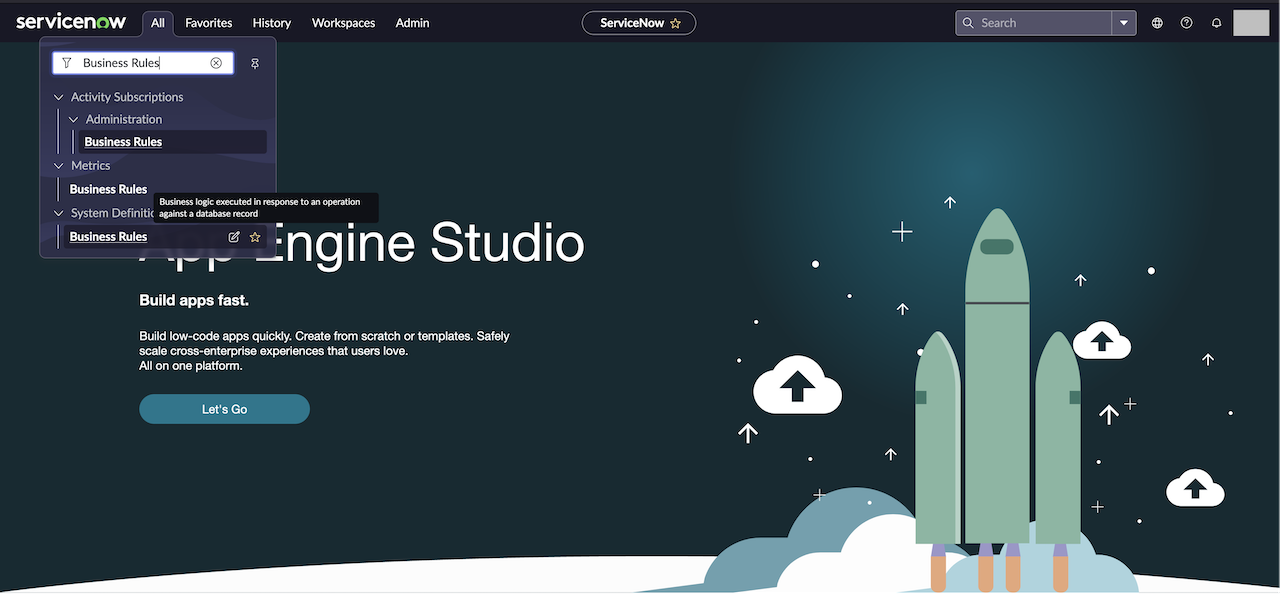 servicenow
All
Favorites
History
Workspaces
Admin
ServiceNow
Search
Business Rules
Activity Subscriptions
Administration
Business Rules
Metrics
Business Rules
Business logic executed in response to an operation
against a database record
System Definitic
Business Rules
App Engine Studio
Build apps fast.
Build low-code apps quickly. Create from scratch or templates. Safely
scale cross-enterprise experiences that users love.
All on one platform.
Let's Go